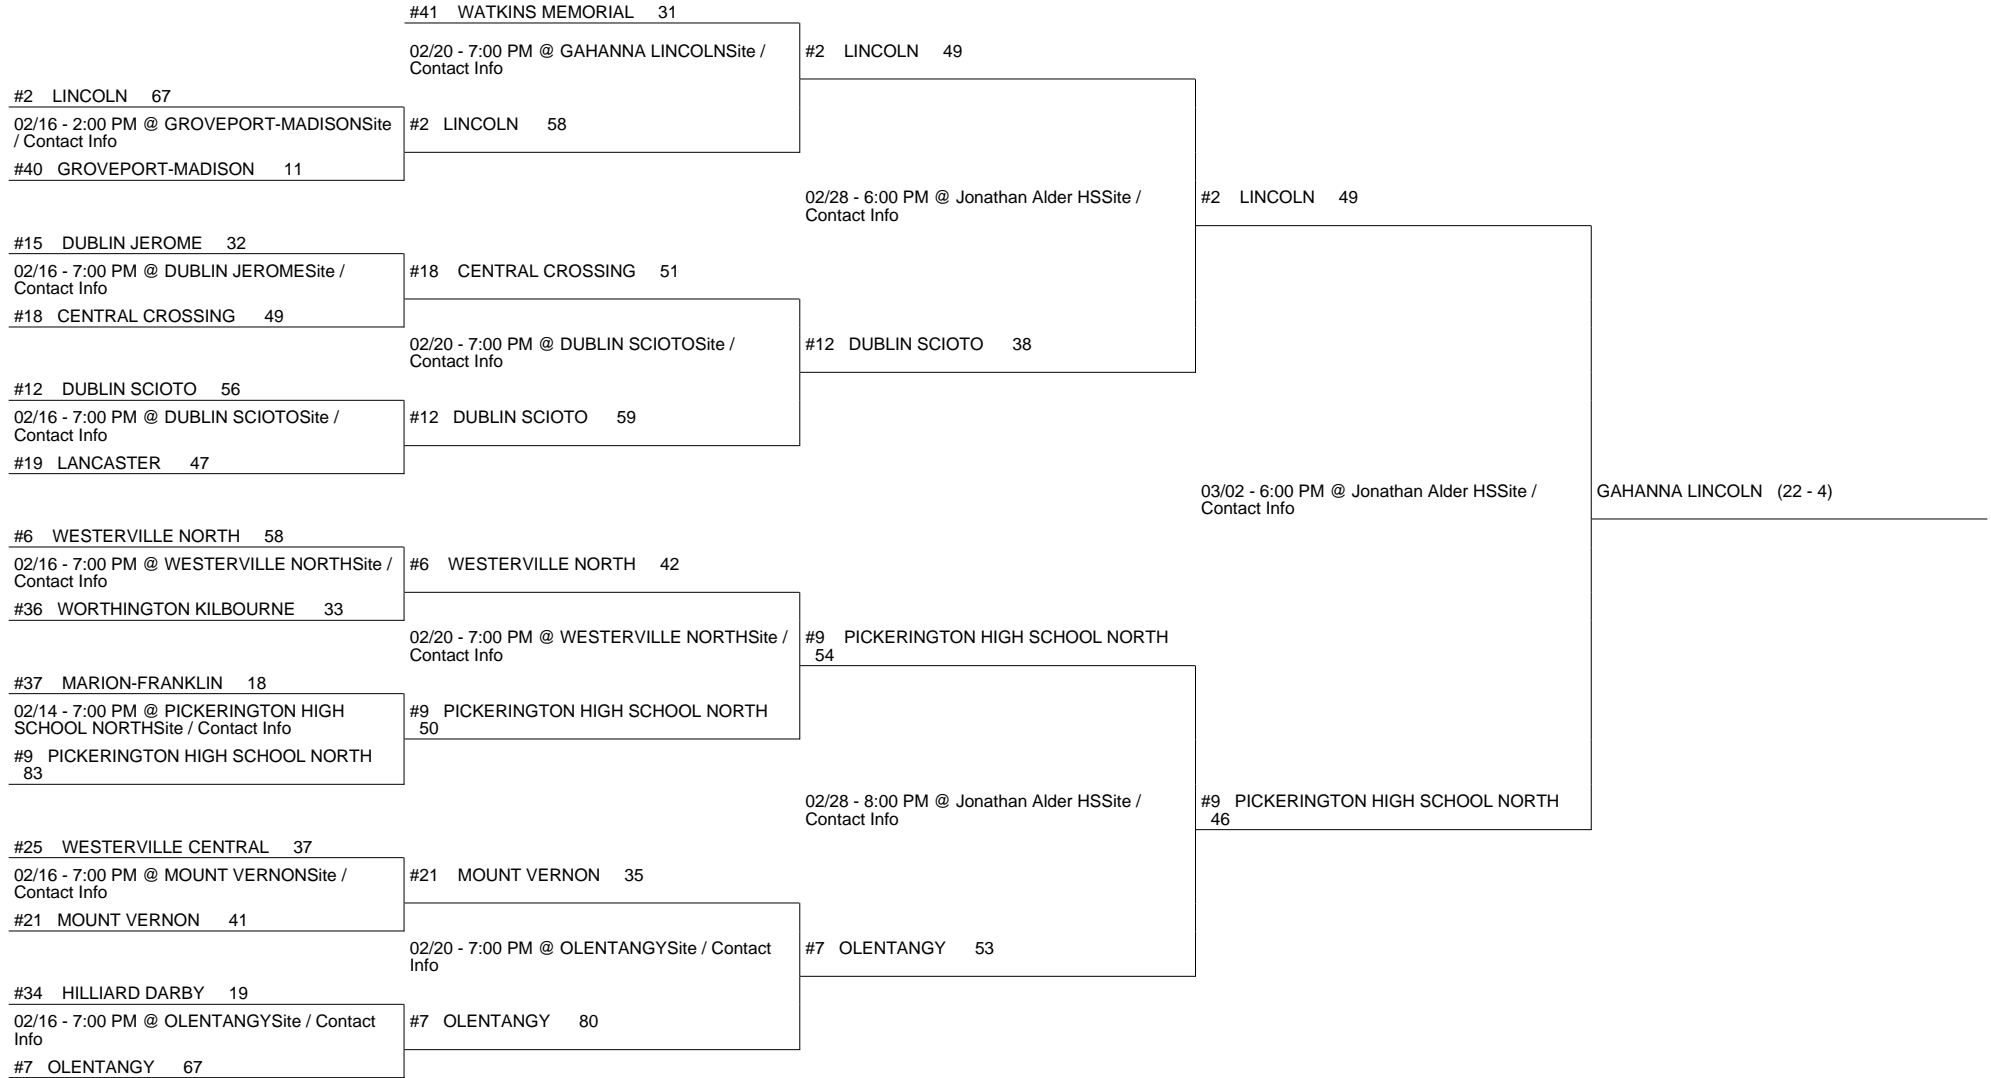 #41 WATKINS MEMORIAL 31
02/20 - 7:00 PM @ GAHANNA LINCOLNSite /
Contact Info
#2 LINCOLN 49
#2 LINCOLN 67
02/16 - 2:00 PM @ GROVEPORT-MADISONSite
/ Contact Info
#2 LINCOLN 58
#40 GROVEPORT-MADISON 11
02/28 - 6:00 PM @ Jonathan Alder HSSite /
Contact Info
#2 LINCOLN 49
#15 DUBLIN JEROME 32
02/16 - 7:00 PM @ DUBLIN JEROMESite /
Contact Info
#18 CENTRAL CROSSING 51
#18 CENTRAL CROSSING 49
02/20 - 7:00 PM @ DUBLIN SCIOTOSite /
Contact Info
#12 DUBLIN SCIOTO 38
#12 DUBLIN SCIOTO 56
02/16 - 7:00 PM @ DUBLIN SCIOTOSite /
Contact Info
#12 DUBLIN SCIOTO 59
#19 LANCASTER 47
03/02 - 6:00 PM @ Jonathan Alder HSSite /
Contact Info
GAHANNA LINCOLN (22 - 4)
#6 WESTERVILLE NORTH 58
02/16 - 7:00 PM @ WESTERVILLE NORTHSite /
Contact Info
#6 WESTERVILLE NORTH 42
#36 WORTHINGTON KILBOURNE 33
02/20 - 7:00 PM @ WESTERVILLE NORTHSite /
Contact Info
#9 PICKERINGTON HIGH SCHOOL NORTH
54
#37 MARION-FRANKLIN 18
02/14 - 7:00 PM @ PICKERINGTON HIGH
SCHOOL NORTHSite / Contact Info
#9 PICKERINGTON HIGH SCHOOL NORTH
50
#9 PICKERINGTON HIGH SCHOOL NORTH
83
02/28 - 8:00 PM @ Jonathan Alder HSSite /
Contact Info
#9 PICKERINGTON HIGH SCHOOL NORTH
46
#25 WESTERVILLE CENTRAL 37
02/16 - 7:00 PM @ MOUNT VERNONSite /
Contact Info
#21 MOUNT VERNON 35
#21 MOUNT VERNON 41
02/20 - 7:00 PM @ OLENTANGYSite / Contact
Info
#7 OLENTANGY 53
#34 HILLIARD DARBY 19
02/16 - 7:00 PM @ OLENTANGYSite / Contact
Info
#7 OLENTANGY 80
#7 OLENTANGY 67